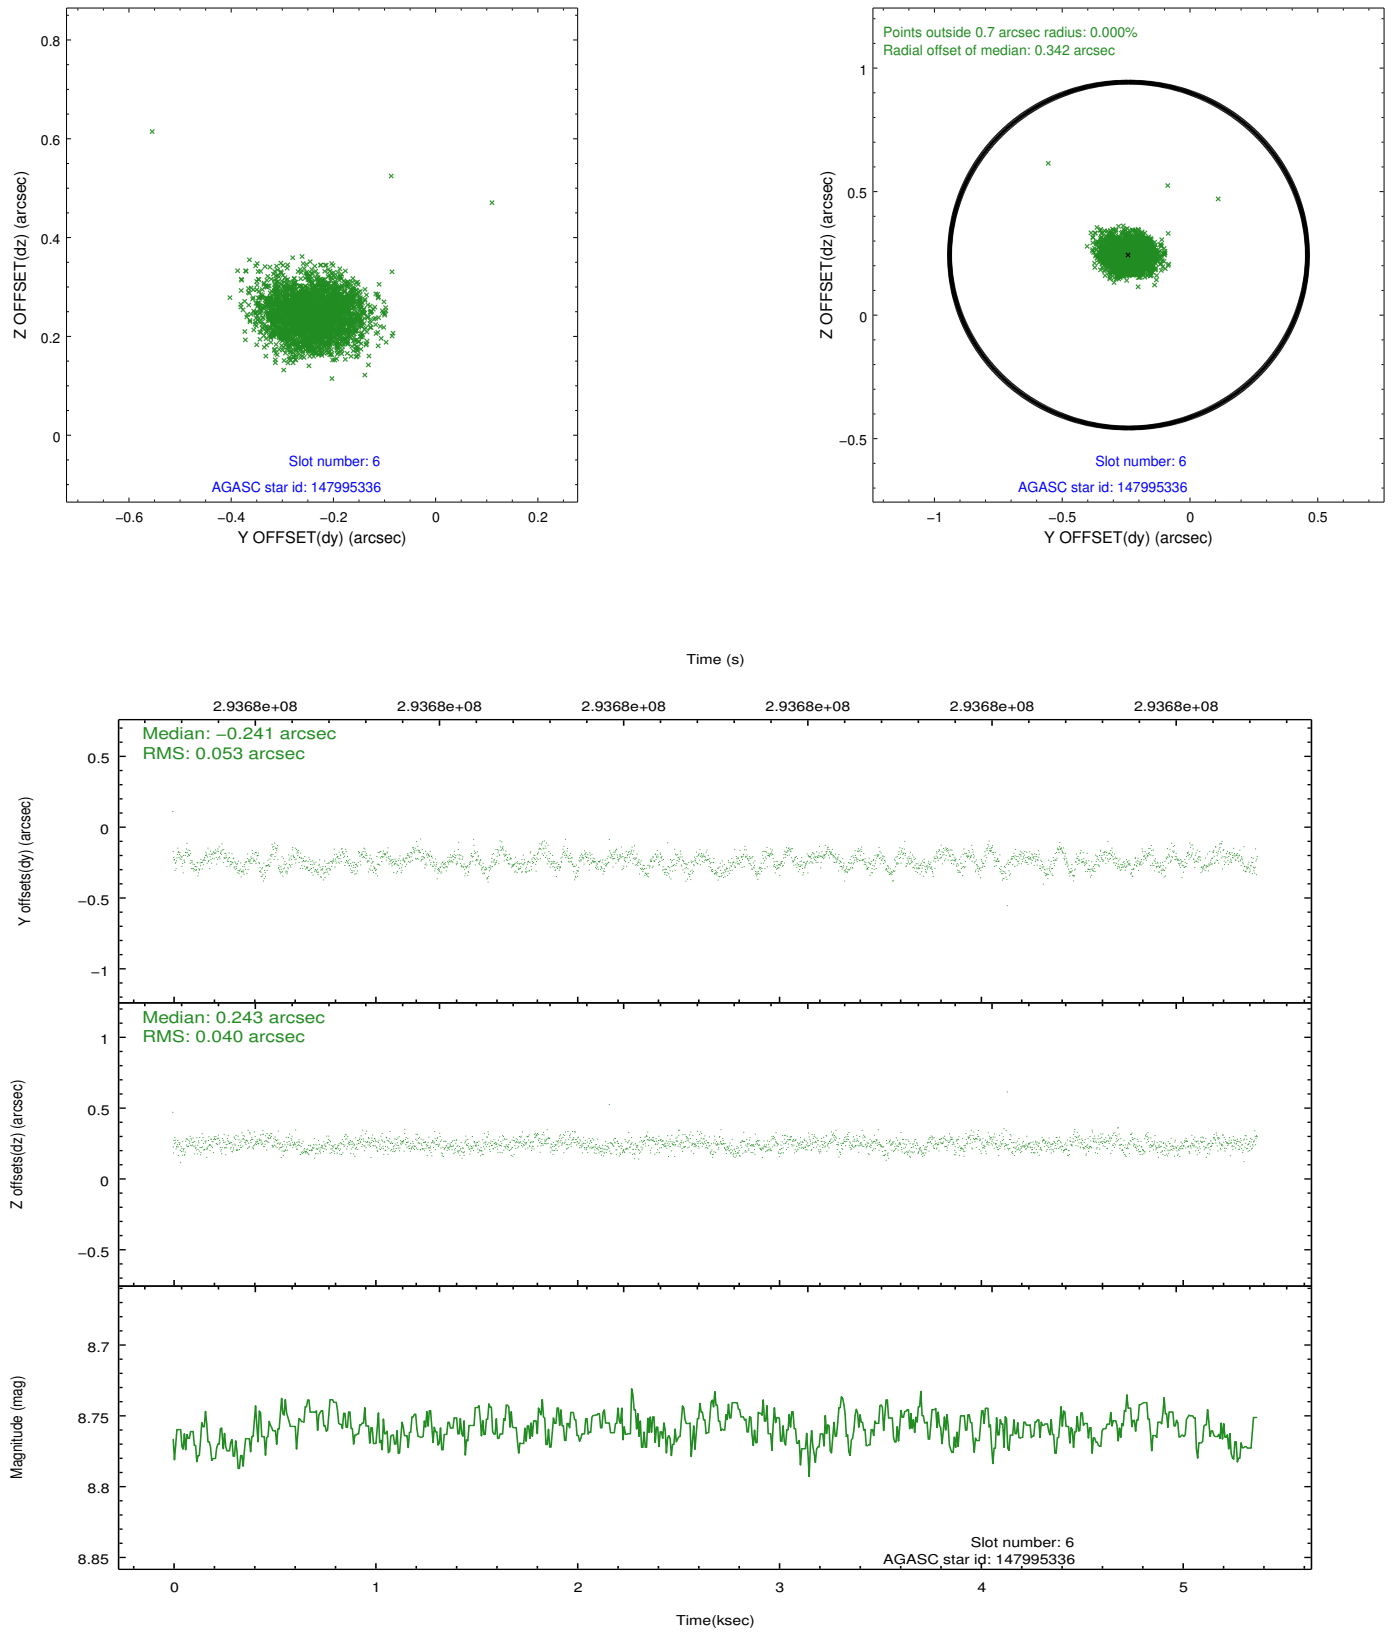 0.8
0.6
0.4
0.2
0
Z OFFSET(dz) (arcsec)
Slot number: 6
AGASC star id: 147995336
−0.6 −0.4 −0.2 0 0.2
Y OFFSET(dy) (arcsec)
Points outside 0.7 arcsec radius: 0.000%
Radial offset of median: 0.342 arcsec
1
0.5
0
−0.5
Z OFFSET(dz) (arcsec)
Slot number: 6
AGASC star id: 147995336
−1 −0.5 0 0.5
Y OFFSET(dy) (arcsec)
Time (s)
2.9368e+08 2.9368e+08 2.9368e+08 2.9368e+08 2.9368e+08 2.9368e+08
Median: −0.241 arcsec
RMS: 0.053 arcsec
0.5
0
−0.5
−1
Y offsets(dy) (arcsec)
Median: 0.243 arcsec
RMS: 0.040 arcsec
1
0.5
0
−0.5
Z offsets(dz) (arcsec)
8.7
8.75
8.8
8.85
Magnitude (mag)
Slot number: 6
AGASC star id: 147995336
0 1 2 3 4 5
Time(ksec)